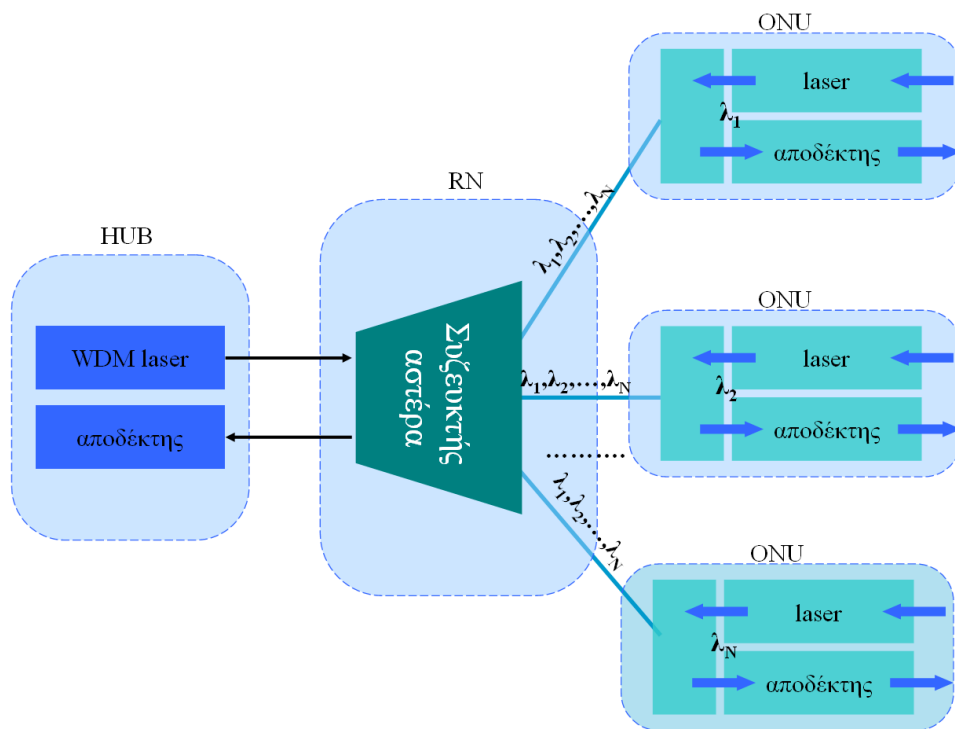 HUB
WDM laser
αποδέκτης
RN
Συζευκτής
αστέρα
λ1,λ2,...,λN
λ1,λ2,...,λN
..........
λ1,λ2,...,λN
ONU
laser
λ1
αποδέκτης
ONU
laser
λ2
αποδέκτης
ONU
laser
λN
αποδέκτης